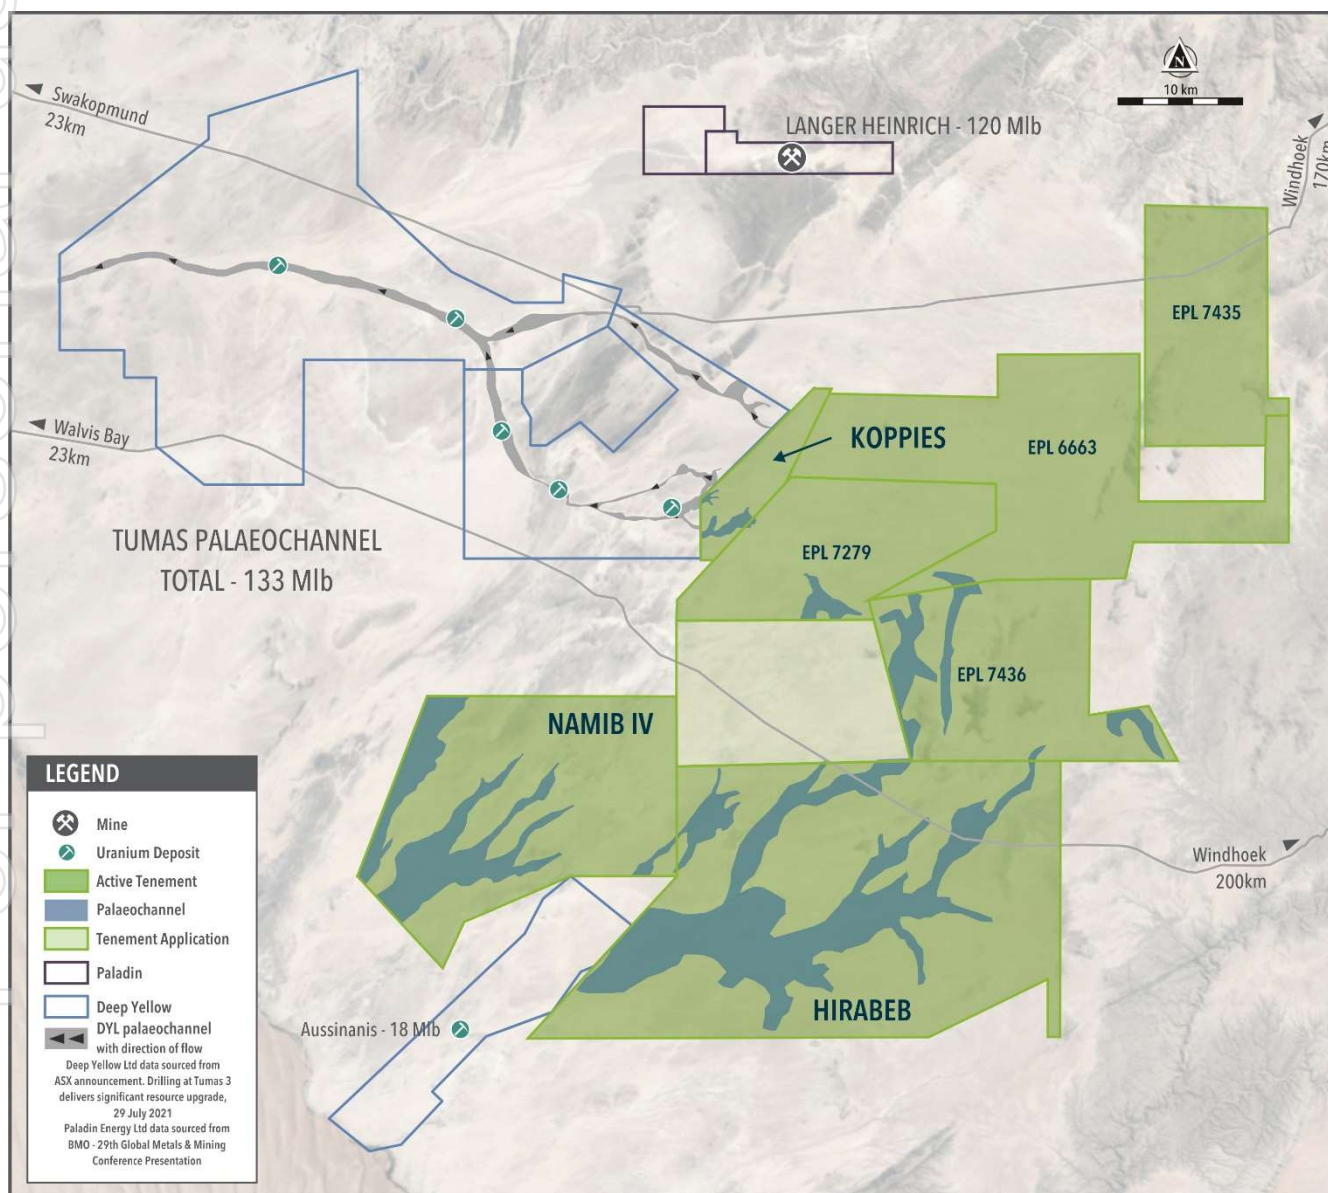 N
10 km
Swakopmund
23km
LANGER HEINRICH - 120 Mlb
Windhoek
170km
EPL 7435
KOPPIES
EPL 6663
Walvis Bay
23km
TUMAS PALAEOCHANNEL
TOTAL - 133 Mlb
EPL 7279
EPL 7436
NAMIB IV
Windhoek
200km
HIRABEB
Aussinanis - 18 Mlb
LEGEND
Mine
Uranium Deposit
Active Tenement
Palaeochannel
Tenement Application
Paladin
Deep Yellow
DYL palaeochannel
with direction of flow
Deep Yellow Ltd data sourced from
ASX announcement. Drilling at Tumas 3
delivers significant resource upgrade,
29 July 2021
Paladin Energy Ltd data sourced from
BMO - 29th Global Metals & Mining
Conference Presentation